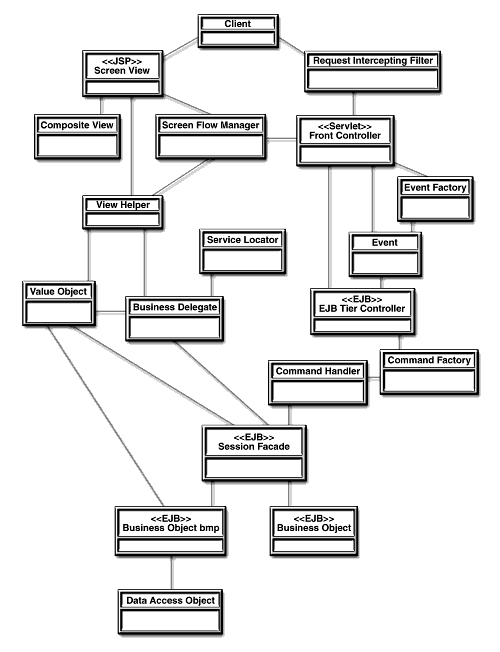 Client
<<JSP>>
Screen View
Request Intercepting Filter
Composite View
Screen Flow Manager
<<Servlet>>
Front Controller
Event Factory
View Helper
Service Locator
Event
Value Object
Business Delegate
<<EJB>>
EJB Tier Controller
Command Handler
Command Factory
<<EJB>>
Session Facade
<<EJB>>
Business Object bmp
<<EJB>>
Business Object
Data Access Object